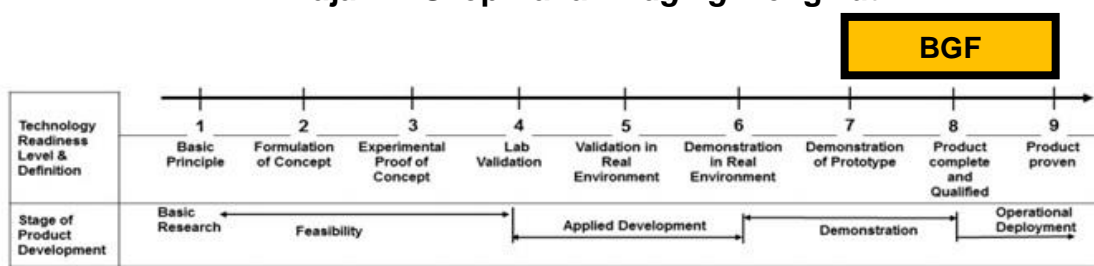 BGF
Technology
Readiness
Level &
Definition
1 2 3 4 5 6 7 8 9
Basic
Principle
Formulation
of Concept
Experimental
Proof of
Concept
Lab
Validation
Validation in
Real
Environment
Demonstration
in Real
Environment
Demonstration
of Prototype
Product
complete
and
Qualified
Product
proven
Stage of
Product
Development
Basic
Research
Feasibility
Applied Development
Demonstration
Operational
Deployment